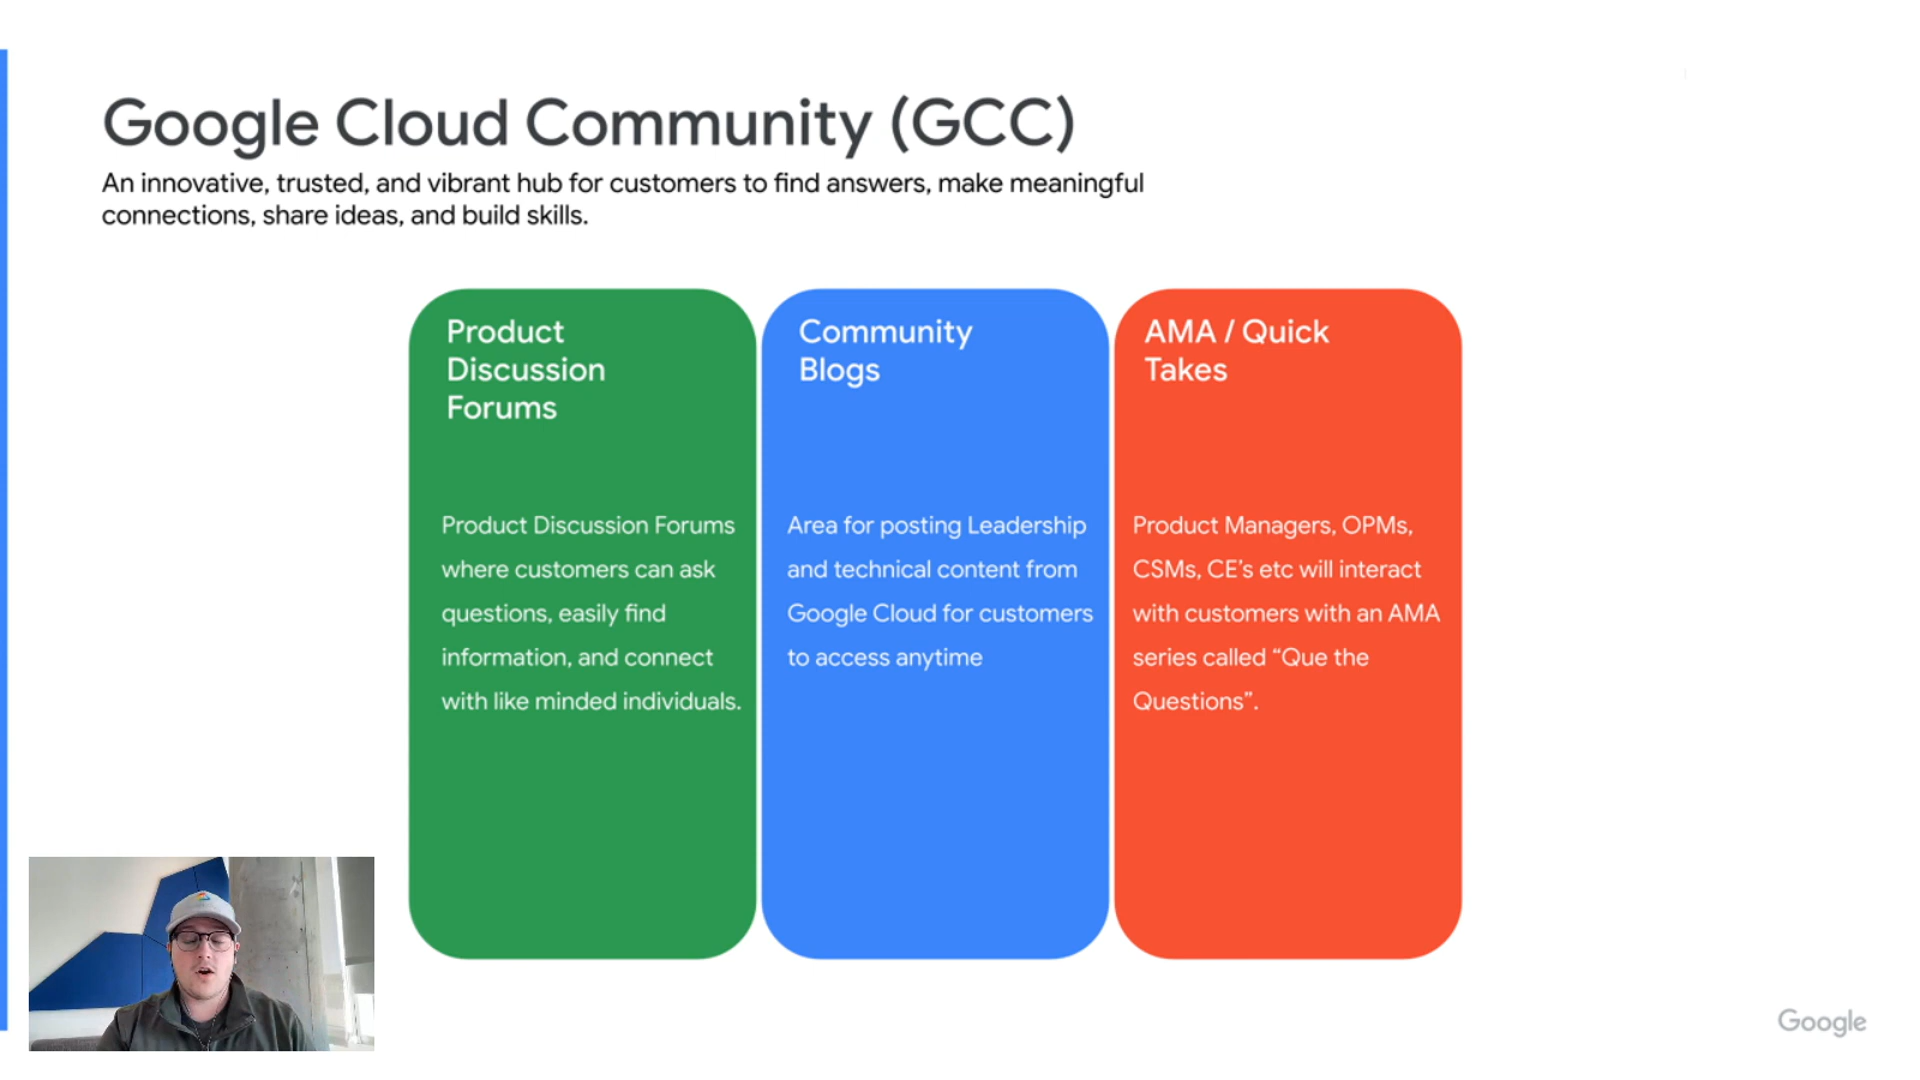 Google Cloud Community (GCC)
An innovative, trusted, and vibrant hub for customers to find answers, make meaningful
connections, share ideas, and build skills.
Product
Discussion
Forums
Product Discussion Forums
where customers can ask
questions, easily find
information, and connect
with like minded individuals.
Community
Blogs
Area for posting Leadership
and technical content from
Google Cloud for customers
to access anytime
AMA / Quick
Takes
Product Managers, OPMs,
CSMs, CE's etc will interact
with customers with an AMA
series called “Que the
Questions”.
Google